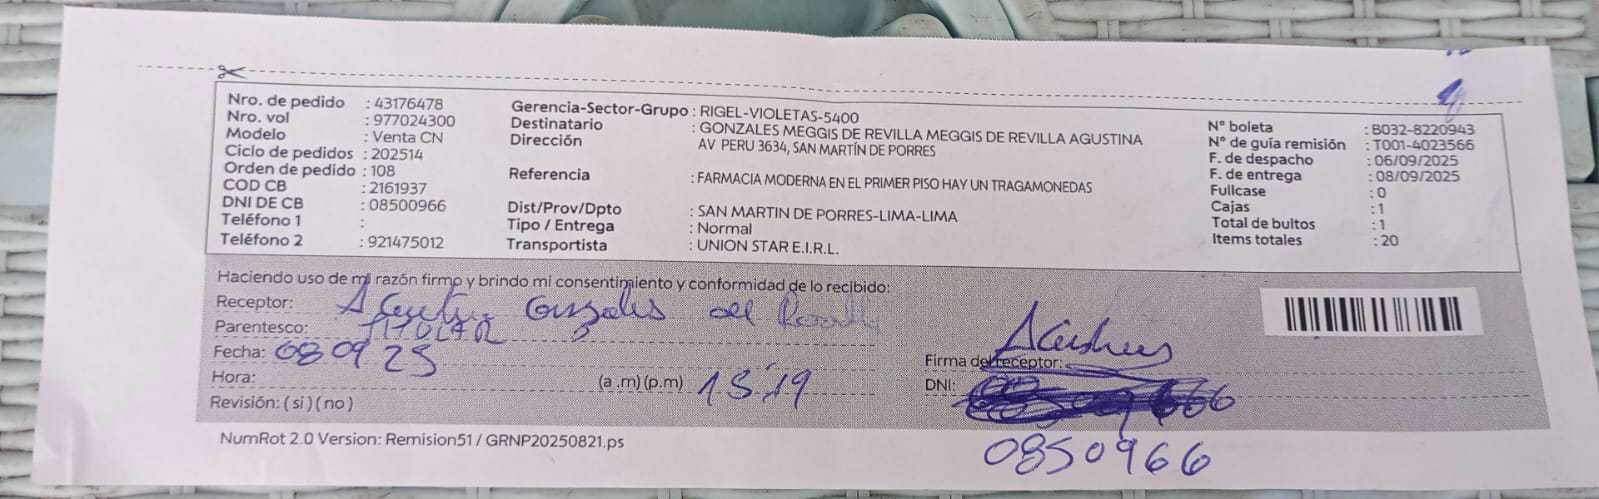 Nro. de pedido : 43176478
Nro. vol : 977024300
Modelo : Venta CN
Ciclo de pedidos : 202514
Orden de pedido : 108
COD CB : 2161937
DNI DE CB : 08500966
Teléfono 1 :
Teléfono 2 : 921475012
Gerencia-Sector-Grupo : RIGEL-VIOLETAS-5400
Destinatario : GONZALES MEGGIS DE REVILLA MEGGIS DE REVILLA AGUSTINA
Dirección AV PERU 3634, SAN MARTÍN DE PORRES
Referencia : FARMACIA MODERNA EN EL PRIMER PISO HAY UN TRAGAMONEDAS
Dist/Prov/Dpto : SAN MARTIN DE PORRES-LIMA-LIMA
Tipo / Entrega : Normal
Transportista : UNION STAR E.I.R.L.
N° boleta : B032-8220943
N° de guía remisión : T001-4023566
F. de despacho : 06/09/2025
F. de entrega : 08/09/2025
Fullcase : 0
Cajas : 1
Total de bultos : 1
Items totales : 20
Haciendo uso de mi razón firmo y brindo mi consentimiento y conformidad de lo recibido:
Receptor: Gonzales
Parentesco: TITULAR
Fecha: 080925
Hora: (a .m) (p.m) 15:19
Revisión: ( si ) ( no )
Firma del receptor:
DNI:
0850966
NumRot 2.0 Version: Remision51 / GRNP20250821.ps